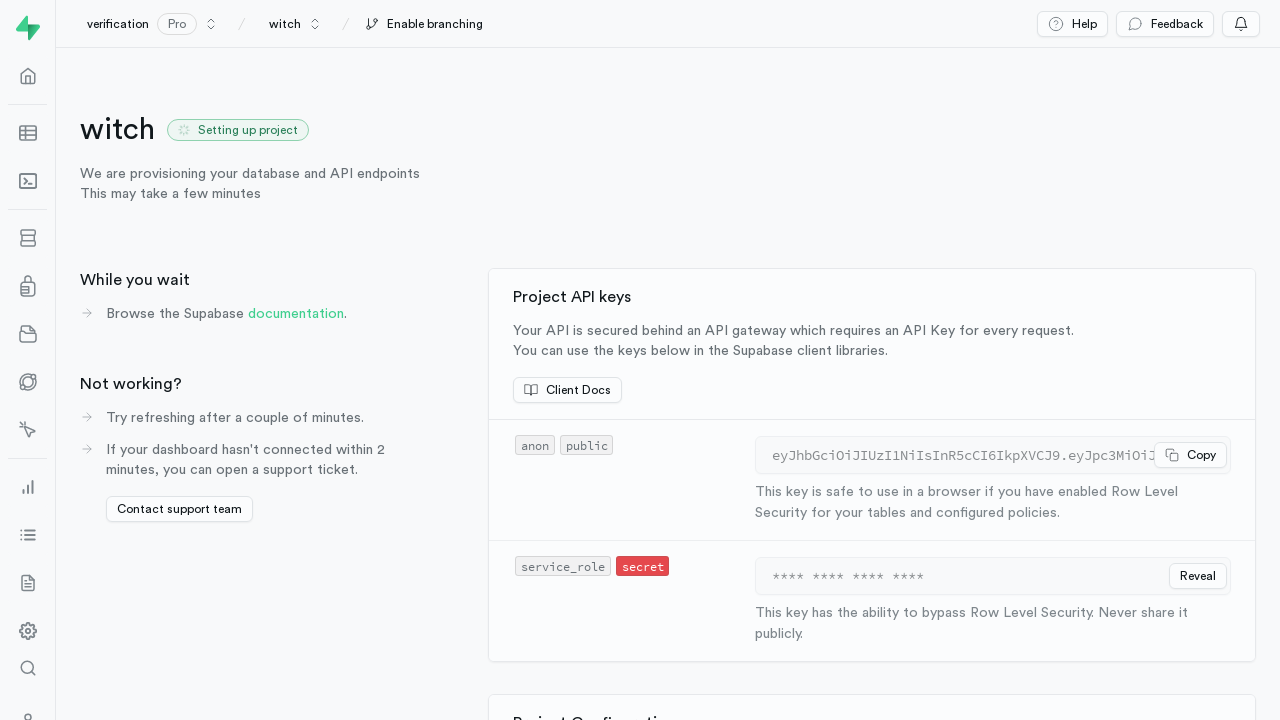 verification Pro / witch / Enable branching
Help Feedback
witch Setting up project
We are provisioning your database and API endpoints
This may take a few minutes
While you wait
Browse the Supabase documentation.
Not working?
Try refreshing after a couple of minutes.
If your dashboard hasn't connected within 2
minutes, you can open a support ticket.
Contact support team
Project API keys
Your API is secured behind an API gateway which requires an API Key for every request.
You can use the keys below in the Supabase client libraries.
Client Docs
anon public
eyJhbGciOiJIUzI1NiIsInR5cCI6IkpXVCJ9.eyJpc3MiOiJ Copy
This key is safe to use in a browser if you have enabled Row Level
Security for your tables and configured policies.
service_role secret
**** **** **** **** Reveal
This key has the ability to bypass Row Level Security. Never share it
publicly.